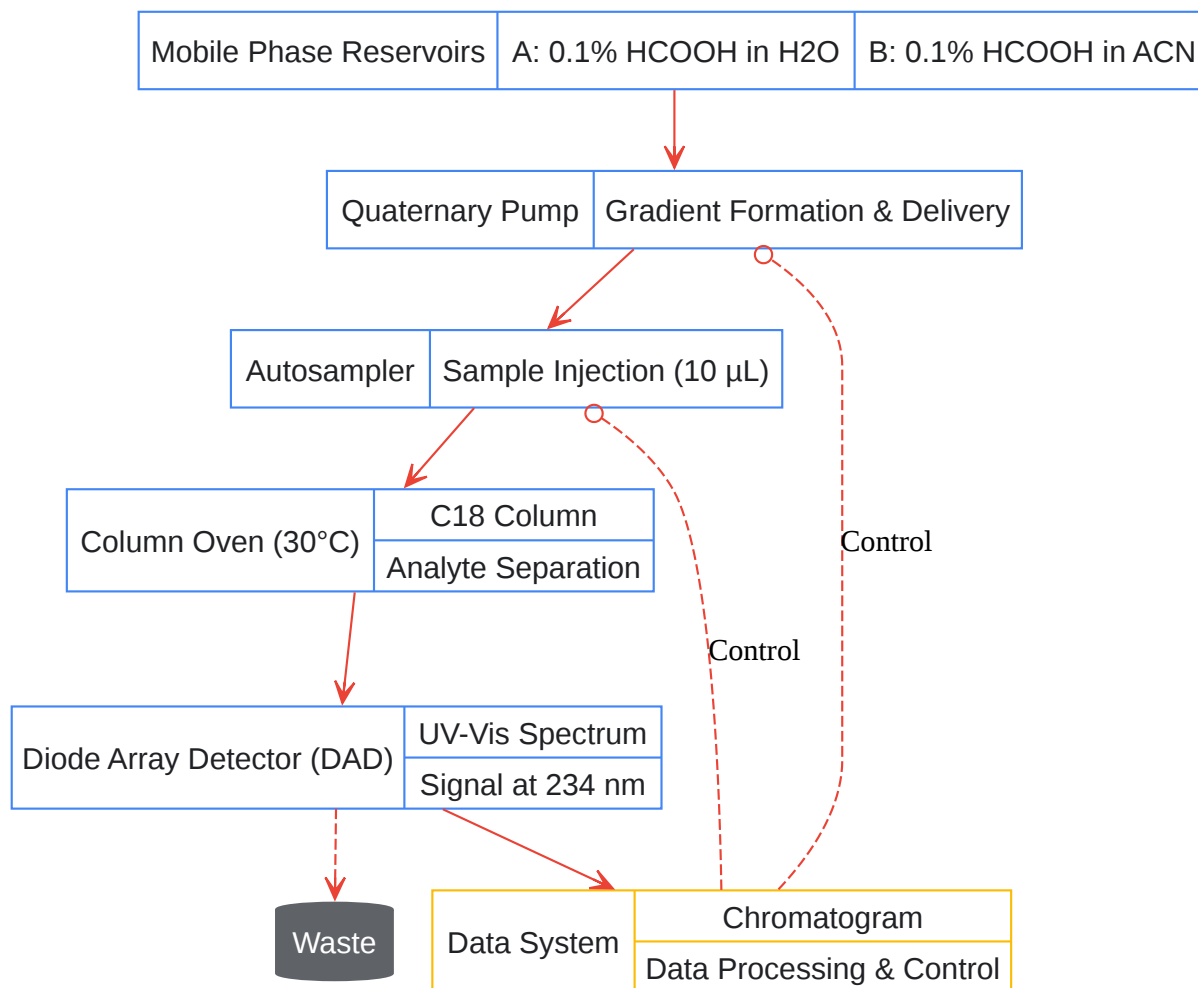 Mobile Phase Reservoirs
A: 0.1% HCOOH in H2O
B: 0.1% HCOOH in ACN
Quaternary Pump
Gradient Formation & Delivery
Autosampler
Sample Injection (10 µL)
Column Oven (30°C)
C18 Column
Analyte Separation
Control
Control
Diode Array Detector (DAD)
UV-Vis Spectrum
Signal at 234 nm
Waste
Data System
Chromatogram
Data Processing & Control